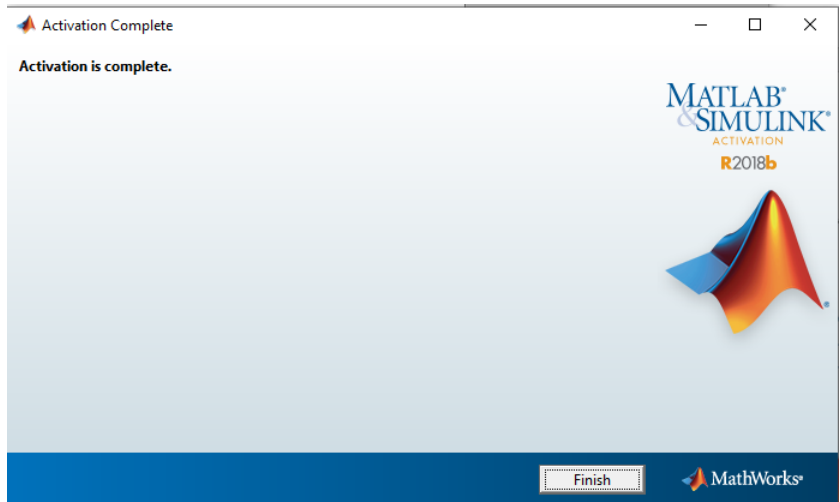 Activation Complete
Activation is complete.
MATLAB®
&SIMULINK®
ACTIVATION
R2018b
®
Finish
MathWorks®